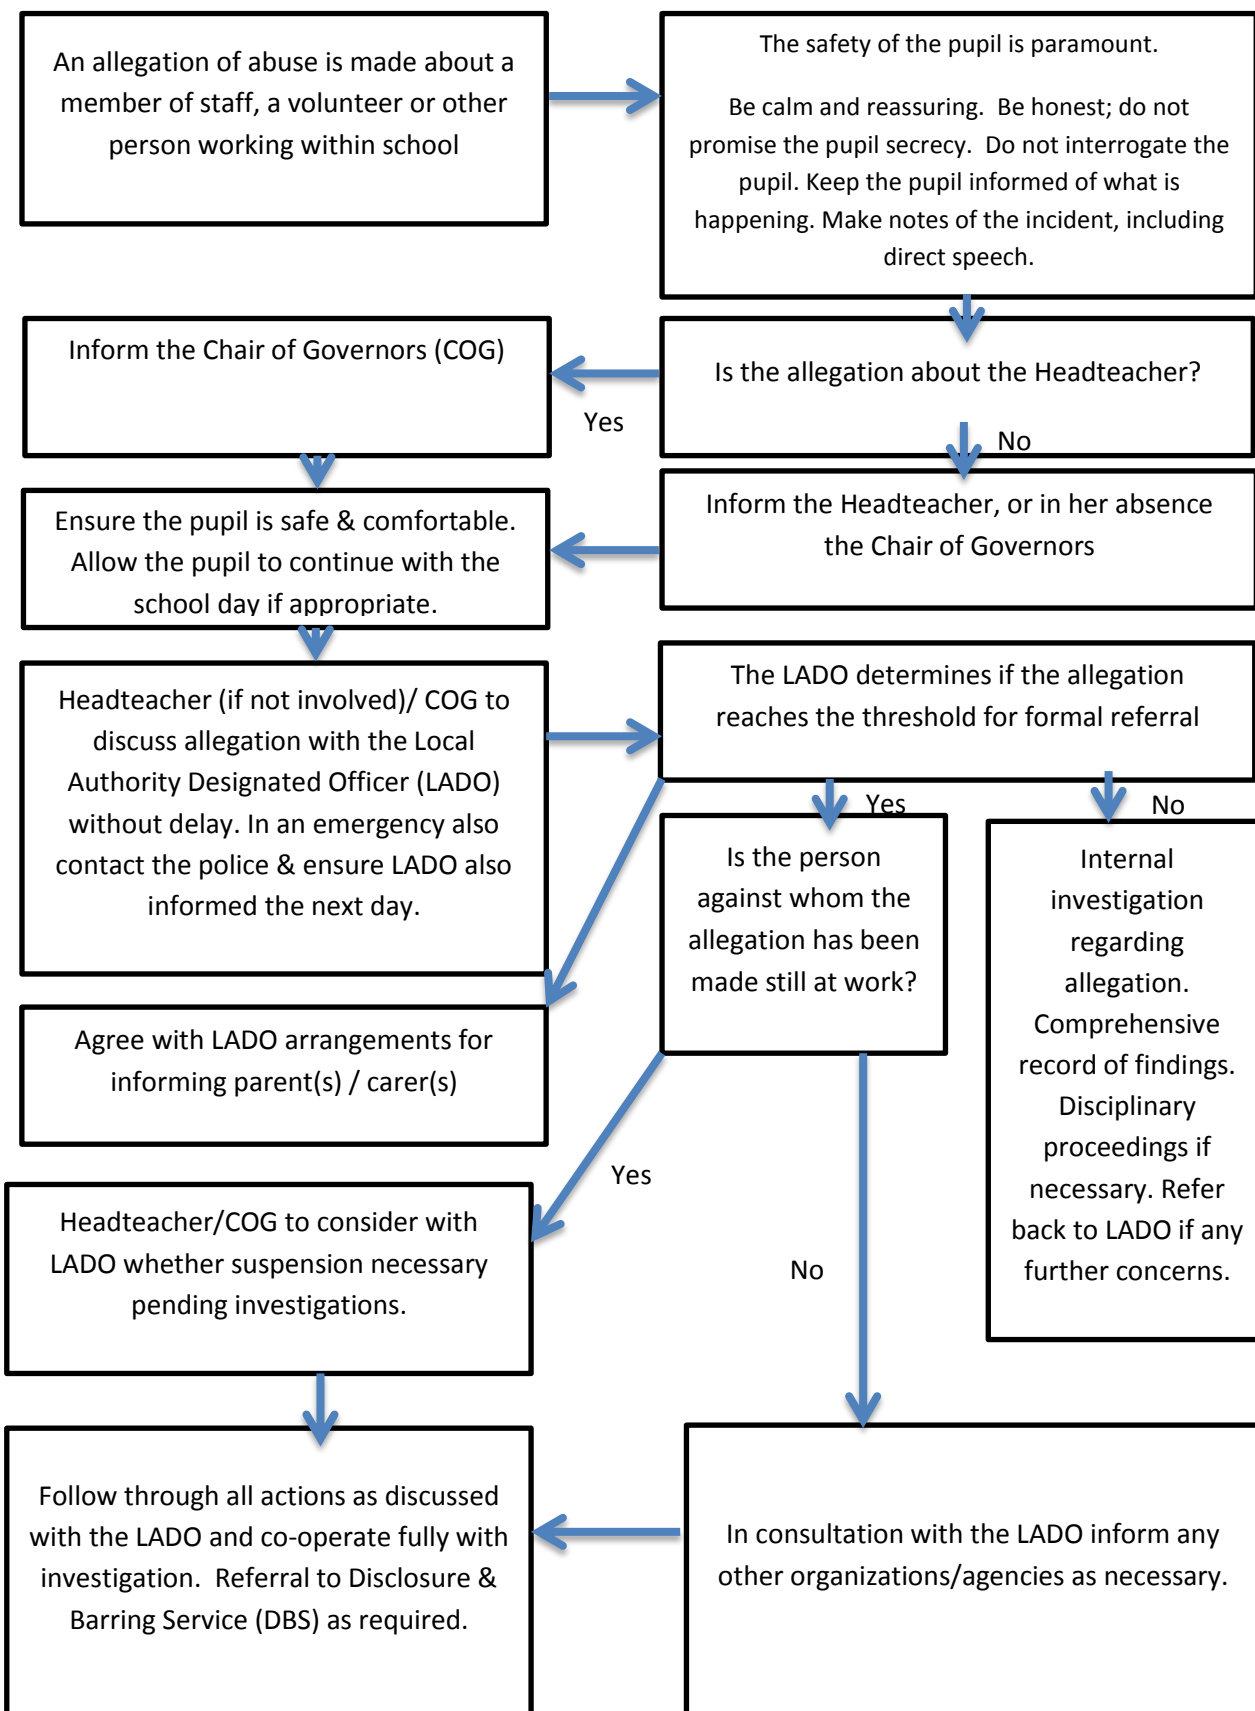 An allegation of abuse is made about a
member of staff, a volunteer or other
person working within school
The safety of the pupil is paramount.
Be calm and reassuring.  Be honest; do not
promise the pupil secrecy.  Do not interrogate the
pupil. Keep the pupil informed of what is
happening. Make notes of the incident, including
direct speech.
Is the allegation about the Headteacher?
Yes
Inform the Chair of Governors (COG)
No
Inform the Headteacher, or in her absence
the Chair of Governors
Ensure the pupil is safe & comfortable.
Allow the pupil to continue with the
school day if appropriate.
Headteacher (if not involved)/ COG to
discuss allegation with the Local
Authority Designated Officer (LADO)
without delay. In an emergency also
contact the police & ensure LADO also
informed the next day.
The LADO determines if the allegation
reaches the threshold for formal referral
Agree with LADO arrangements for
informing parent(s) / carer(s)
Yes
Is the person
against whom the
allegation has been
made still at work?
No
Internal
investigation
regarding
allegation.
Comprehensive
record of findings.
Disciplinary
proceedings if
necessary. Refer
back to LADO if any
further concerns.
Yes
Headteacher/COG to consider with
LADO whether suspension necessary
pending investigations.
No
In consultation with the LADO inform any
other organizations/agencies as necessary.
Follow through all actions as discussed
with the LADO and co-operate fully with
investigation.  Referral to Disclosure &
Barring Service (DBS) as required.